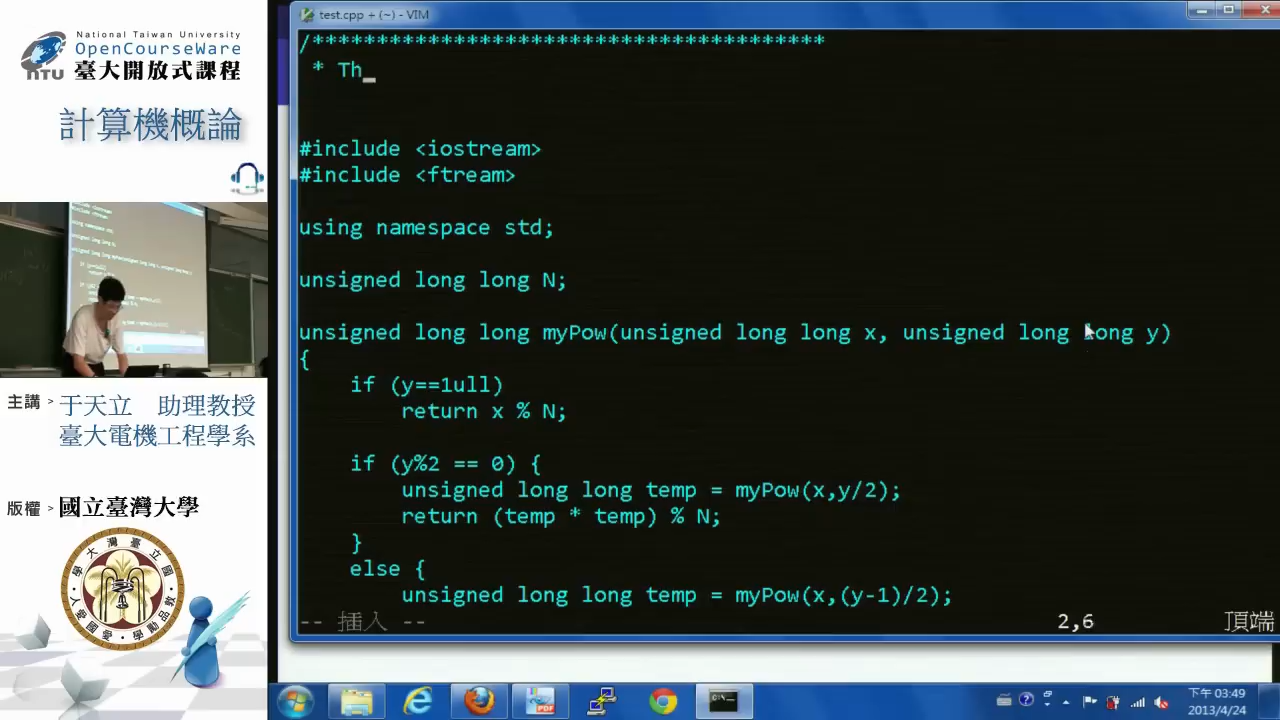 National Taiwan University
OpenCourseWare
臺大開放式課程
NTU
計算機概論
主講 > 于天立 助理教授
臺大電機工程學系
版權 > 國立臺灣大學
test.cpp + (~) - VIM
/****************************************
* Th_
#include <iostream>
#include <ftream>
using namespace std;
unsigned long long N;
unsigned long long myPow(unsigned long long x, unsigned long long y)
{
if (y==1ull)
return x % N;
if (y%2 == 0) {
unsigned long long temp = myPow(x,y/2);
return (temp * temp) % N;
}
else {
unsigned long long temp = myPow(x,(y-1)/2);
-- 插入 --
2,6
頂端
下午 03:49
2013/4/24